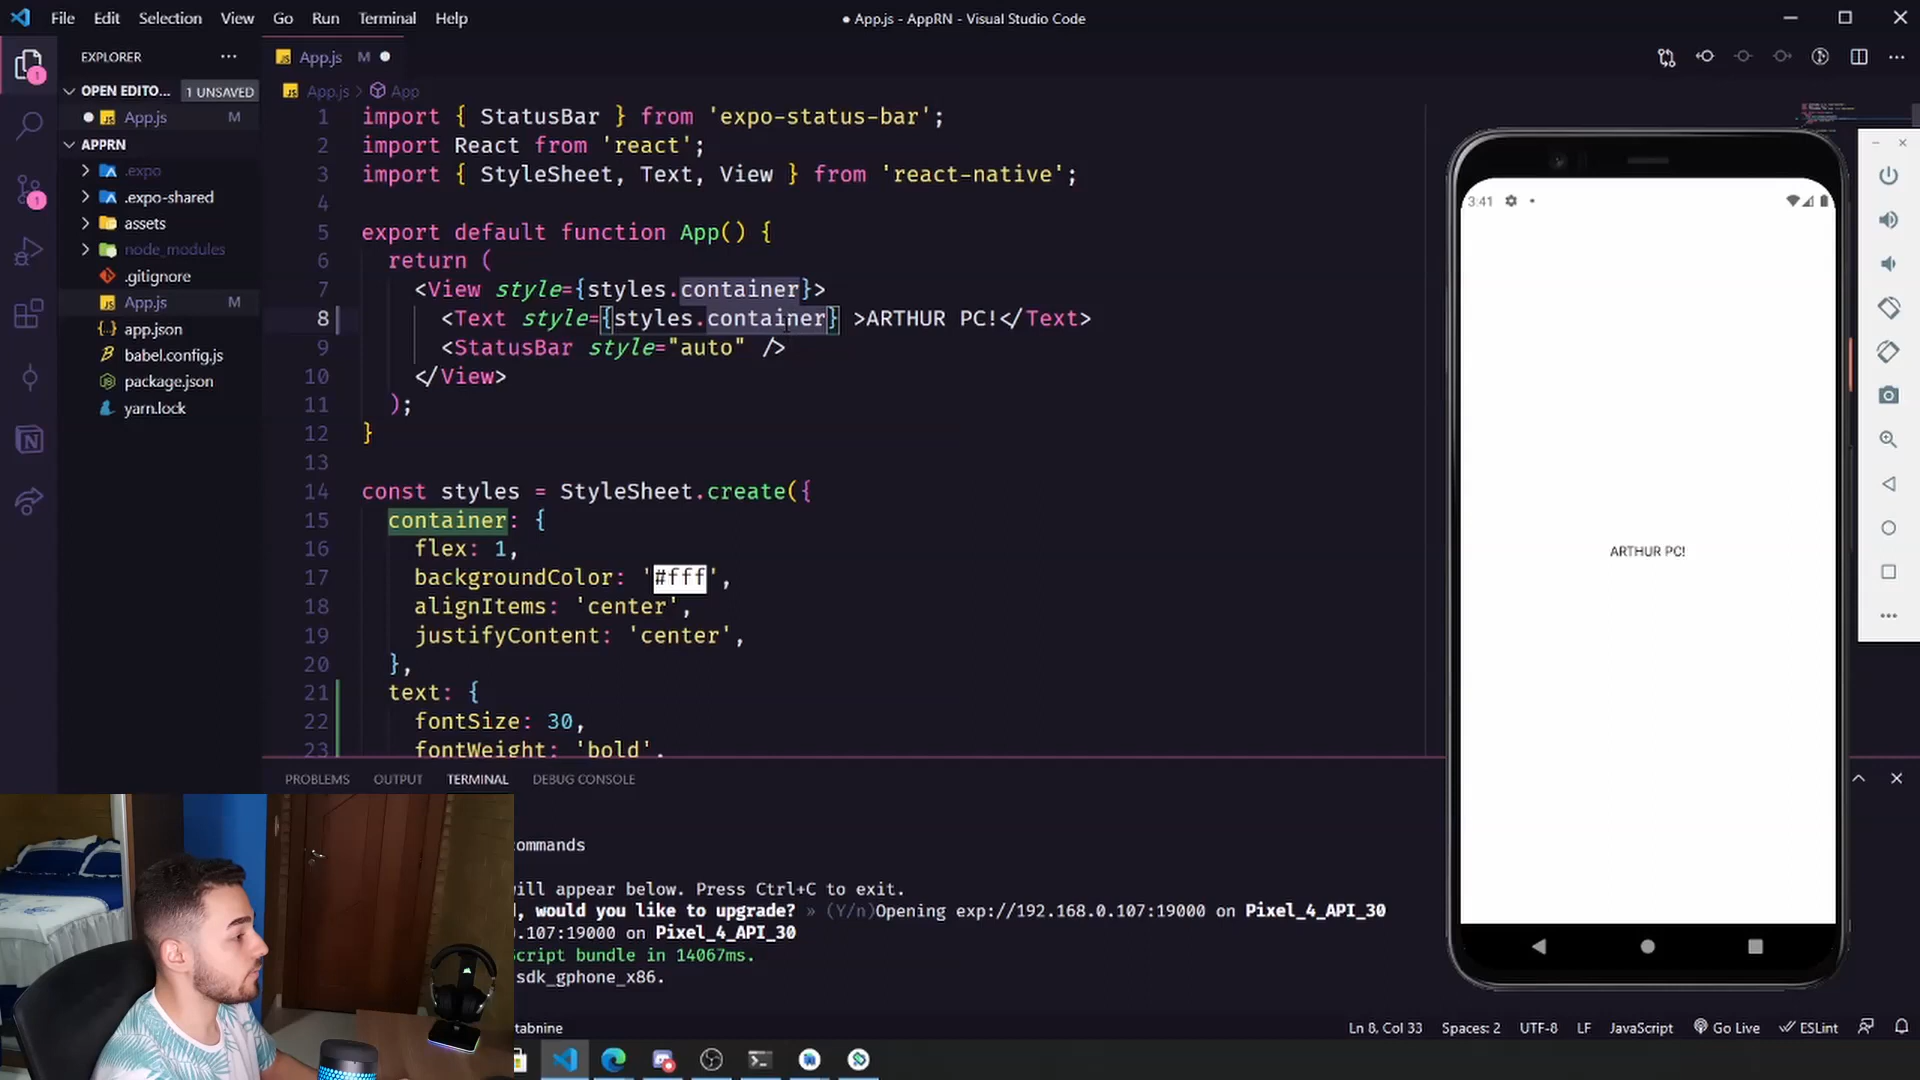 File Edit Selection View Go Run Terminal Help
● App.js - AppRN - Visual Studio Code
EXPLORER
OPEN EDITO... 1 UNSAVED
App.js M
APPRN
.expo
.expo-shared
assets
node_modules
.gitignore
App.js M
app.json
babel.config.js
package.json
yarn.lock
1
1
App.js M
App.js > App
1 import { StatusBar } from 'expo-status-bar';
2 import React from 'react';
3 import { StyleSheet, Text, View } from 'react-native';
4
5 export default function App() {
6 return (
7 <View style={styles.container}>
8 <Text style={styles.container} >ARTHUR PC!</Text>
9 <StatusBar style="auto" />
10 </View>
11 );
12 }
13
14 const styles = StyleSheet.create({
15 container: {
16 flex: 1,
17 backgroundColor: '#fff',
18 alignItems: 'center',
19 justifyContent: 'center',
20 },
21 text: {
22 fontSize: 30,
23 fontWeight: 'bold',
PROBLEMS OUTPUT TERMINAL DEBUG CONSOLE
ommands
ill appear below. Press Ctrl+C to exit.
, would you like to upgrade? » (Y/n)Opening exp://192.168.0.107:19000 on Pixel_4_API_30
.107:19000 on Pixel_4_API_30
cript bundle in 14067ms.
sdk_gphone_x86.
tabnine
Ln 8, Col 33 Spaces: 2 UTF-8 LF JavaScript Go Live ESLint
3:41
ARTHUR PC!